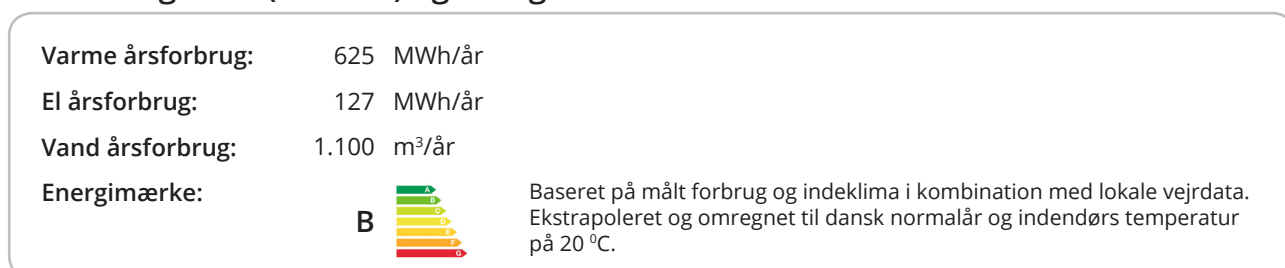 Varme årsforbrug: 625 MWh/år
El årsforbrug: 127 MWh/år
Vand årsforbrug: 1.100 m³/år
Energimærke:
B
A
B
C
D
E
F
G
Baseret på målt forbrug og indeklima i kombination med lokale vejrdata.
Ekstrapoleret og omregnet til dansk normalår og indendørs temperatur
på 20 ⁰C.